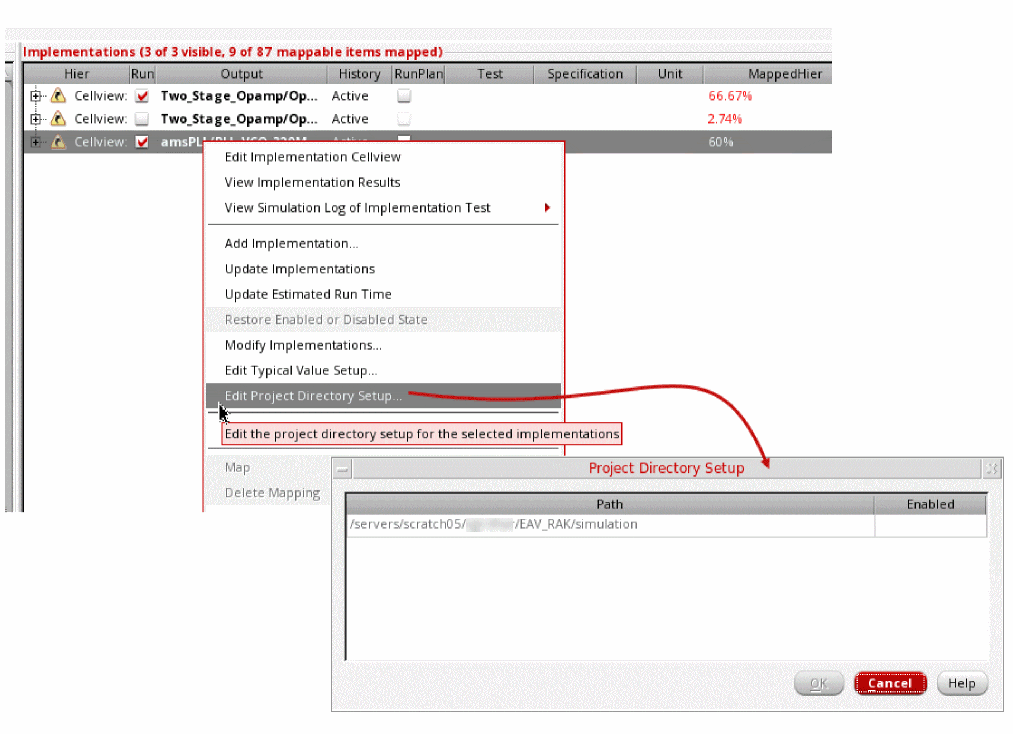 Implementations (3 of 3 visible, 9 of 87 mappable items mapped)
Hier Run Output History RunPlan Test Specification Unit MappedHier
Cellview: Two_Stage_Opamp/Op... Active 66.67%
Cellview: Two_Stage_Opamp/Op... Active 2.74%
Cellview: 60%
Edit Implementation Cellview
View Implementation Results
View Simulation Log of Implementation Test
Add Implementation...
Update Implementations
Update Estimated Run Time
Restore Enabled or Disabled State
Modify Implementations...
Edit Typical Value Setup...
Edit Project Directory Setup...
Edit the project directory setup for the selected implementations
Map
Delete Mapping
Project Directory Setup
Path Enabled
/servers/scratch05/ /EAV_RAK/simulation
OK Cancel Help